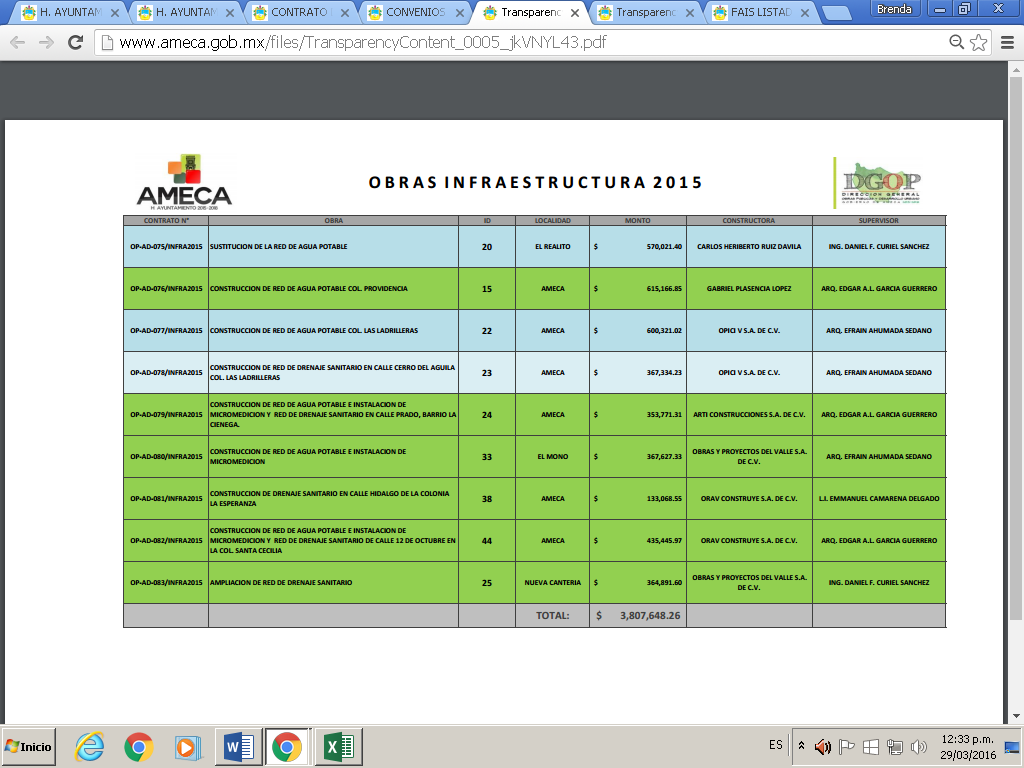 H. AYUNTAM
H. AYUNTAM
CONTRATO
CONVENIOS
Transparenc
Transparenc
FAIS LISTAD
Brenda
www.ameca.gob.mx/files/TransparencyContent_0005_jkVNYL43.pdf
AMECA
H. AYUNTAMIENTO 2015-2018
OBRAS INFRAESTRUCTURA 2015
DGOP
DIRECCION GENERAL
CONTRATO N° OBRA ID LOCALIDAD MONTO CONSTRUCTORA SUPERVISOR
OP-AD-075/INFRA2015 SUSTITUCION DE LA RED DE AGUA POTABLE 20 EL REALITO $ 570,021.40 CARLOS HERIBERTO RUIZ DAVILA ING. DANIEL F. CURIEL SANCHEZ
OP-AD-076/INFRA2015 CONSTRUCCION DE RED DE AGUA POTABLE COL. PROVIDENCIA 15 AMECA $ 615,166.85 GABRIEL PLASENCIA LOPEZ ARQ. EDGAR A.L. GARCIA GUERRERO
OP-AD-077/INFRA2015 CONSTRUCCION DE RED DE AGUA POTABLE COL. LAS LADRILLERAS 22 AMECA $ 600,321.02 OPICI V S.A. DE C.V. ARQ. EFRAIN AHUMADA SEDANO
OP-AD-078/INFRA2015 CONSTRUCCION DE RED DE DRENAJE SANITARIO EN CALLE CERRO DEL AGUILA
COL. LAS LADRILLERAS 23 AMECA $ 367,334.23 OPICI V S.A. DE C.V. ARQ. EFRAIN AHUMADA SEDANO
OP-AD-079/INFRA2015 CONSTRUCCION DE RED DE AGUA POTABLE E INSTALACION DE
MICROMEDICION Y RED DE DRENAJE SANITARIO EN CALLE PRADO, BARRIO LA
CIENEGA. 24 AMECA $ 353,771.31 ARTI CONSTRUCCIONES S.A. DE C.V. ARQ. EDGAR A.L. GARCIA GUERRERO
OP-AD-080/INFRA2015 CONSTRUCCION DE RED DE AGUA POTABLE E INSTALACION DE
MICROMEDICION 33 EL MONO $ 367,627.33 OBRAS Y PROYECTOS DEL VALLE S.A.
DE C.V. ARQ. EFRAIN AHUMADA SEDANO
OP-AD-081/INFRA2015 CONSTRUCCION DE DRENAJE SANITARIO EN CALLE HIDALGO DE LA COLONIA
LA ESPERANZA 38 AMECA $ 133,068.55 ORAV CONSTRUYE S.A. DE C.V. L.I. EMMANUEL CAMARENA DELGADO
OP-AD-082/INFRA2015 CONSTRUCCION DE RED DE AGUA POTABLE E INSTALACION DE
MICROMEDICION Y RED DE DRENAJE SANITARIO DE CALLE 12 DE OCTUBRE EN
LA COL. SANTA CECILIA 44 AMECA $ 435,445.97 ORAV CONSTRUYE S.A. DE C.V. ARQ. EDGAR A.L. GARCIA GUERRERO
OP-AD-083/INFRA2015 AMPLIACION DE RED DE DRENAJE SANITARIO 25 NUEVA CANTERIA $ 364,891.60 OBRAS Y PROYECTOS DEL VALLE S.A.
DE C.V. ING. DANIEL F. CURIEL SANCHEZ
TOTAL: $ 3,807,648.26
Inicio
ES
12:33 p.m.
29/03/2016